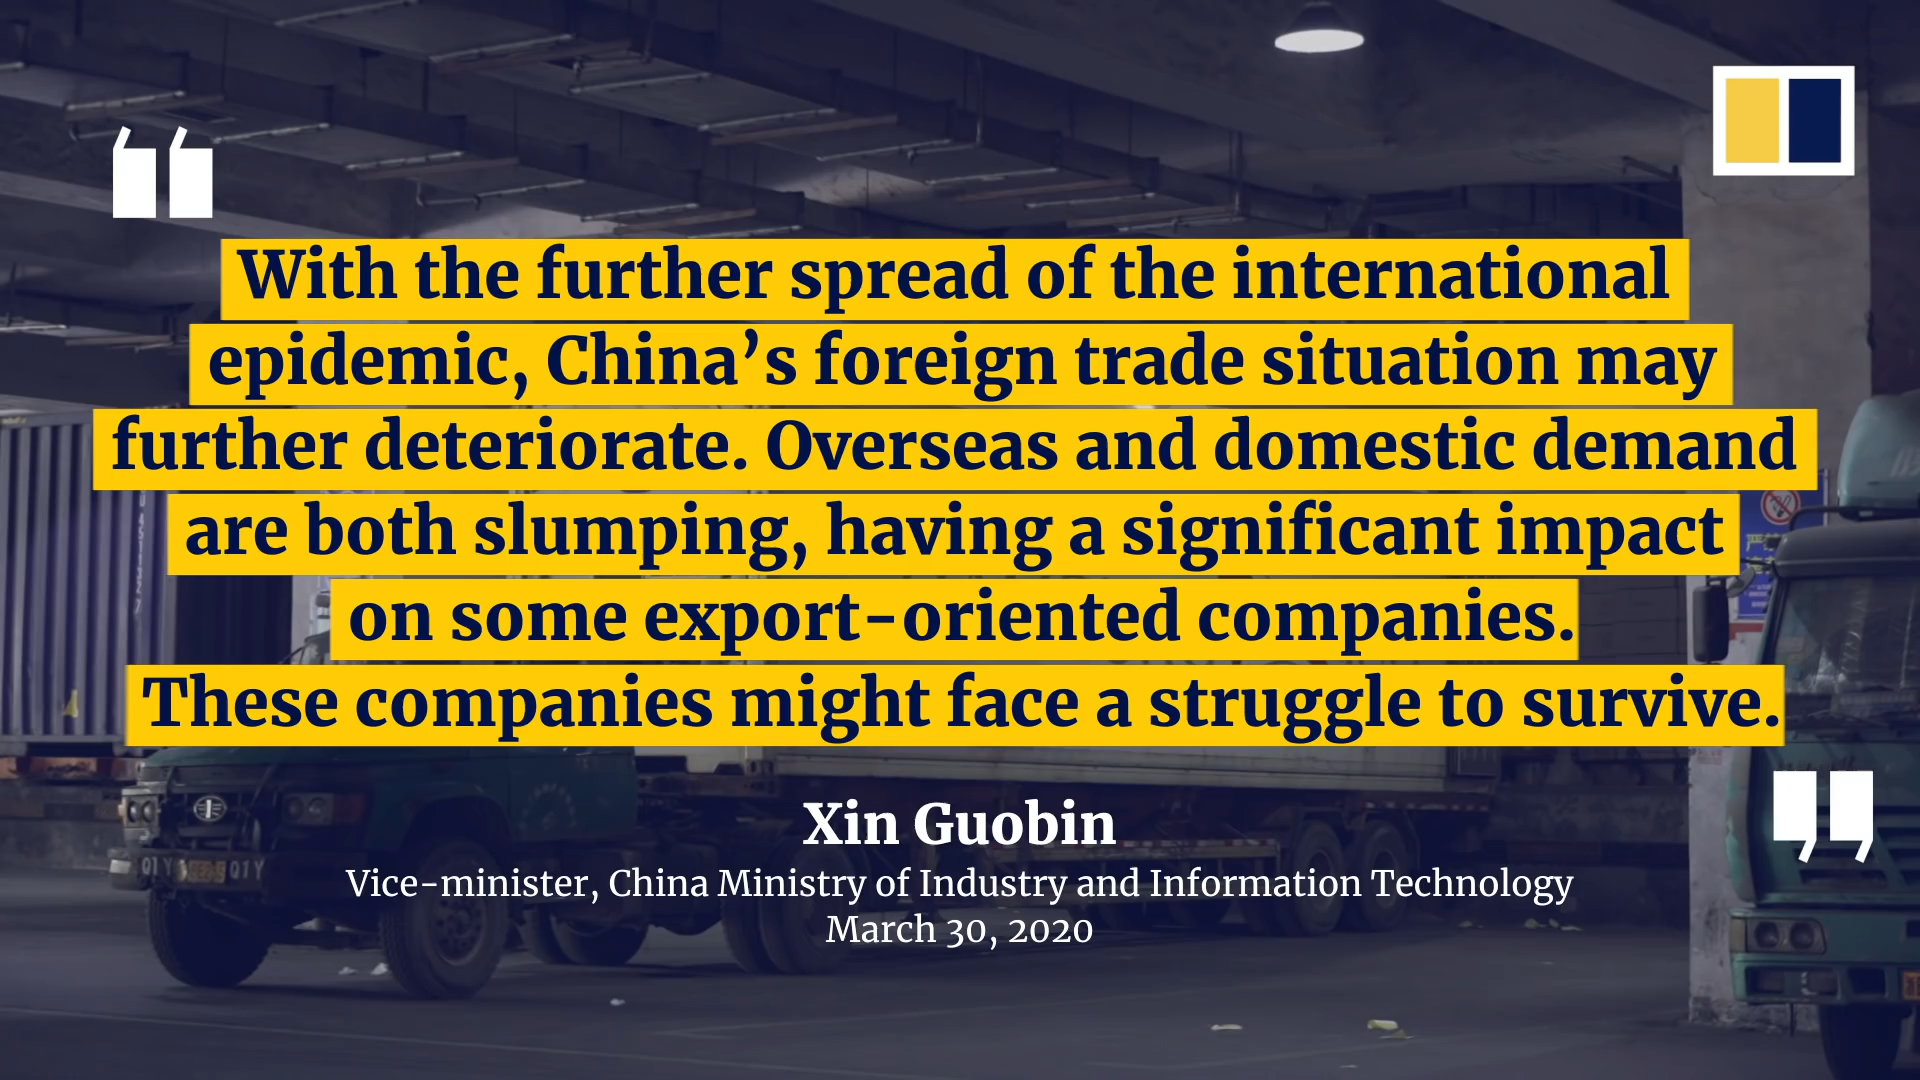 With the further spread of the international
epidemic, China’s foreign trade situation may
further deteriorate. Overseas and domestic demand
are both slumping, having a significant impact
on some export-oriented companies.
These companies might face a struggle to survive.
Xin Guobin
Vice-minister, China Ministry of Industry and Information Technology
March 30, 2020
01Y
01Y